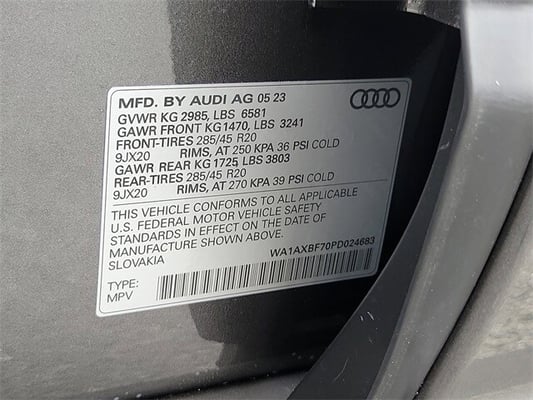 MFD. BY AUDI AG 05 23
GVWR KG 2985, LBS 6581
GAWR FRONT KG 1470, LBS 3241
FRONT-TIRES 285/45 R20
9JX20 RIMS, AT 250 KPA 36 PSI COLD
GAWR REAR KG 1725, LBS 3803
REAR-TIRES 285/45 R20
9JX20 RIMS, AT 270 KPA 39 PSI COLD
THIS VEHICLE CONFORMS TO ALL APPLICABLE
U.S. FEDERAL MOTOR VEHICLE SAFETY
STANDARDS IN EFFECT ON THE DATE OF
MANUFACTURE SHOWN ABOVE.
SLOVAKIA WA1AXBF70PD024683
TYPE:
MPV